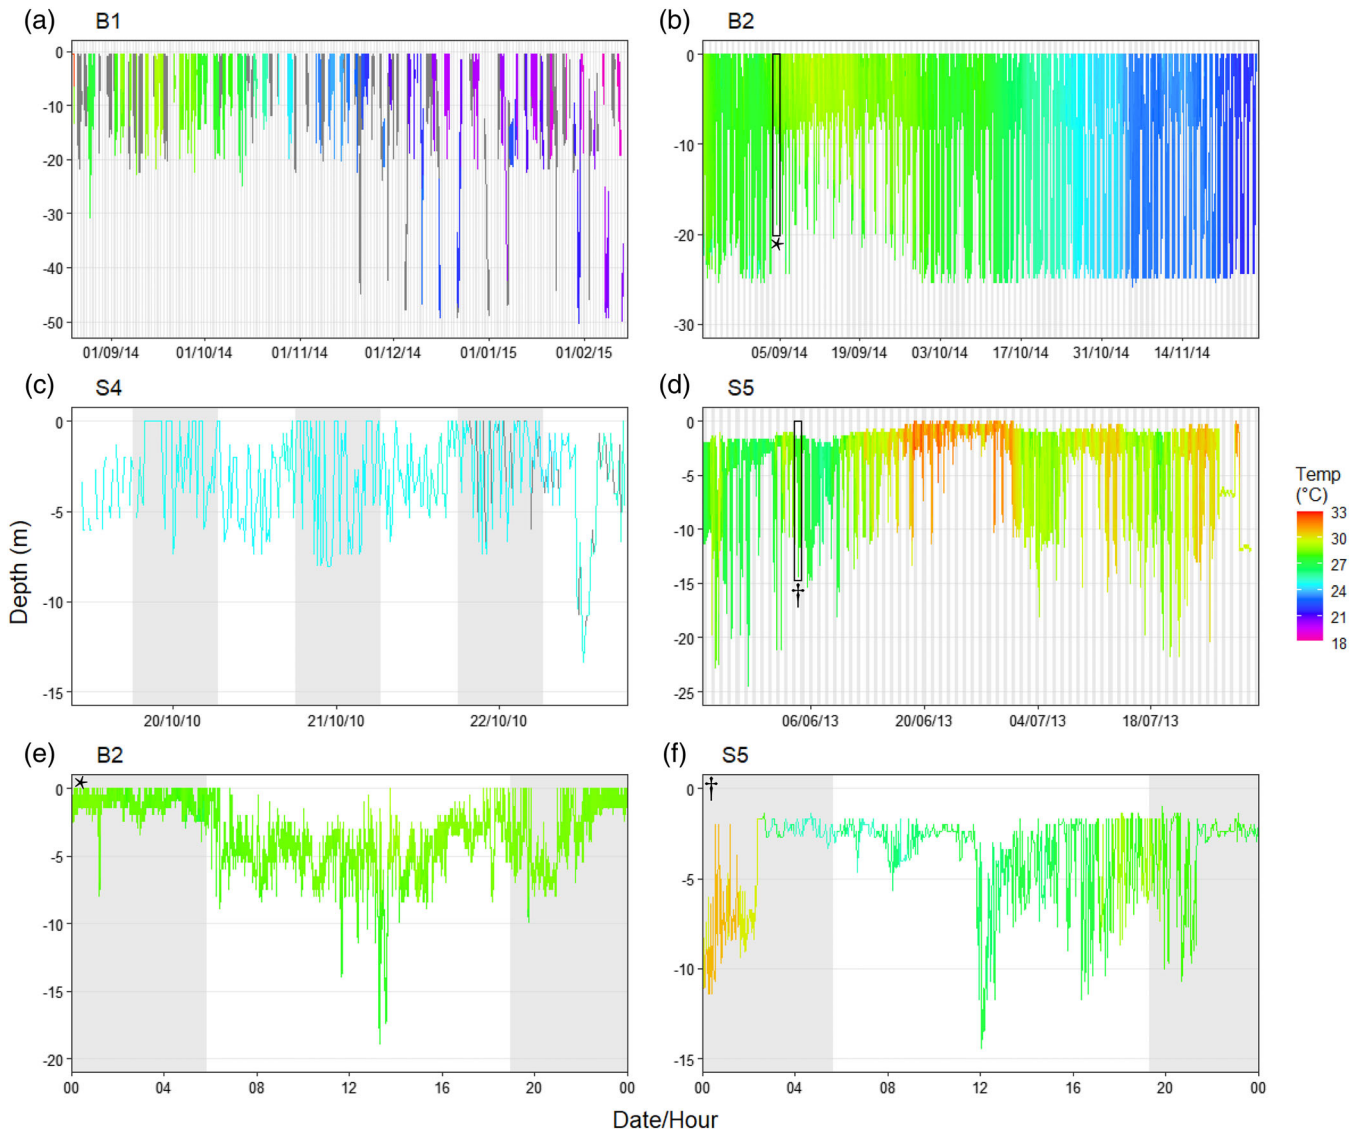 (a) B1
0
-10
-20
-30
-40
-50
01/09/14 01/10/14 01/11/14 01/12/14 01/01/15 01/02/15
(b) B2
0
-10
-20
-30
05/09/14 19/09/14 03/10/14 17/10/14 31/10/14 14/11/14
(c) S4
0
-5
-10
-15
20/10/10 21/10/10 22/10/10
(d) S5
0
-5
-10
-15
-20
-25
†
06/06/13 20/06/13 04/07/13 18/07/13
Temp
(°C)
33
30
27
24
21
18
Depth (m)
(e) B2
0
-5
-10
-15
-20
00 04 08 12 16 20 00
(f) S5
†
0
-5
-10
-15
00 04 08 12 16 20 00
Date/Hour